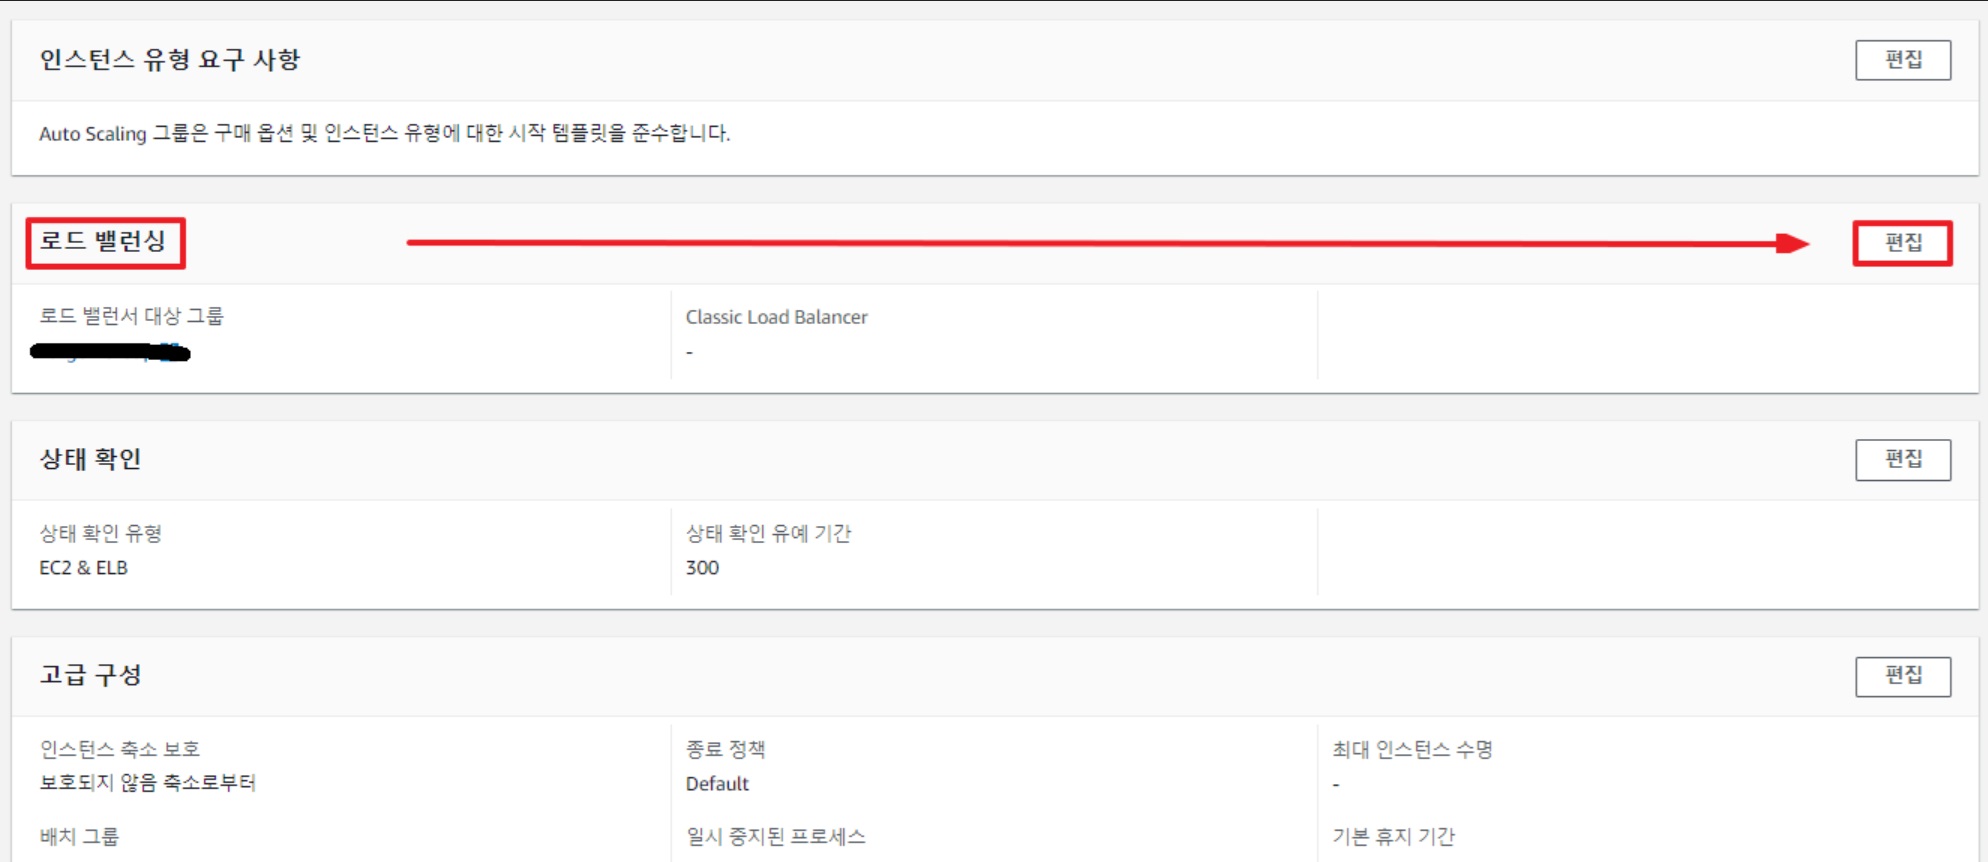 인스턴스 유형 요구 사항
편집
Auto Scaling 그룹은 구매 옵션 및 인스턴스 유형에 대한 시작 템플릿을 준수합니다.
로드 밸런싱
편집
로드 밸런서 대상 그룹
Classic Load Balancer
-
상태 확인
편집
상태 확인 유형
EC2 & ELB
상태 확인 유예 기간
300
고급 구성
편집
인스턴스 축소 보호
보호되지 않음 축소로부터
종료 정책
Default
최대 인스턴스 수명
-
배치 그룹
일시 중지된 프로세스
기본 휴지 기간